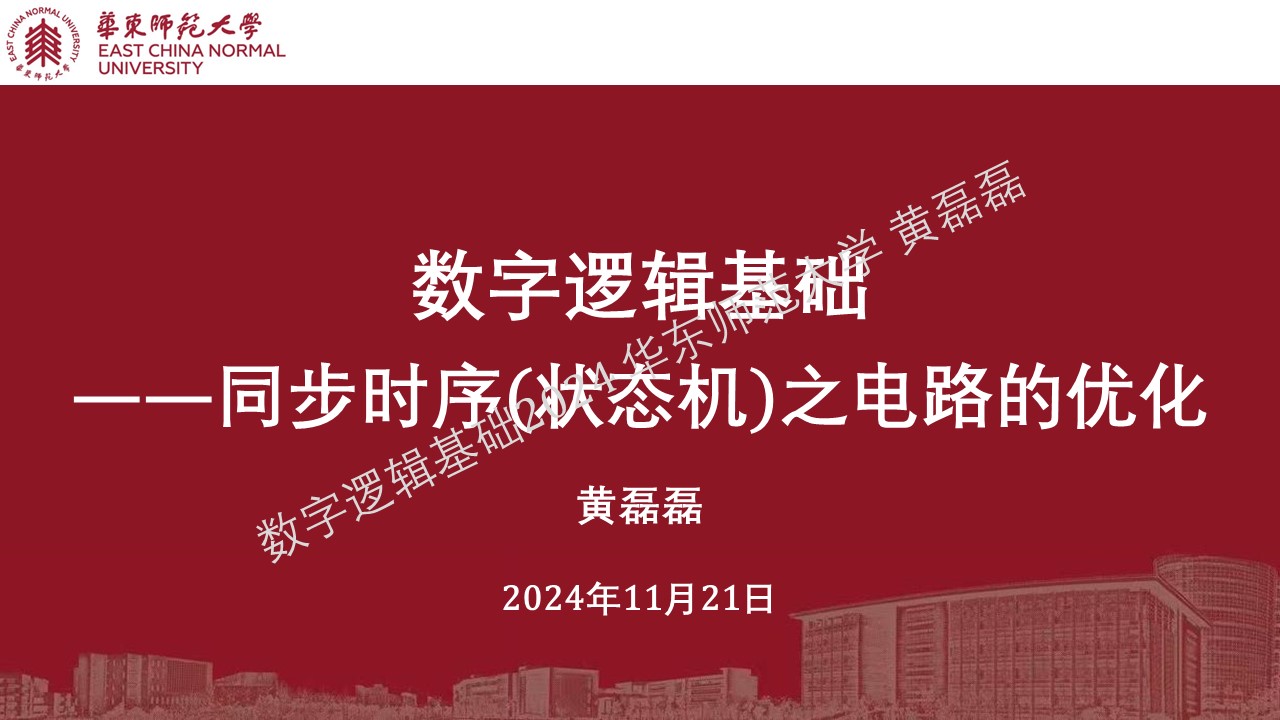 EAST CHINA NORMAL UNIVERSITY
華東師范大學
華東師范大學
EAST CHINA NORMAL
UNIVERSITY
数字逻辑基础
——同步时序(状态机)之电路的优化
黄磊磊
2024年11月21日
数字逻辑基础2024 华东师范大学 黄磊磊